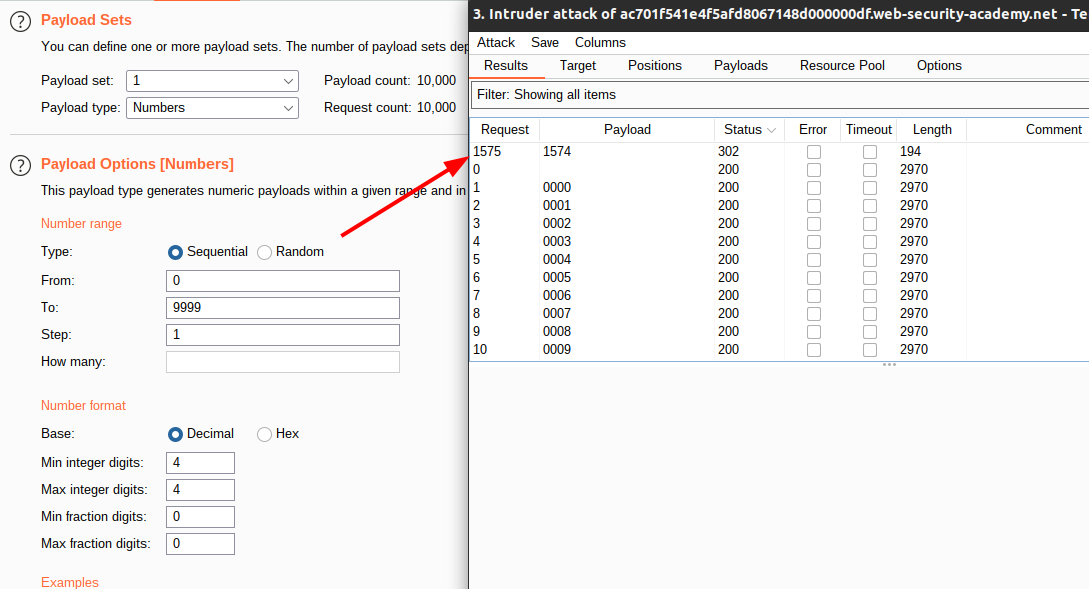 Payload Sets
You can define one or more payload sets. The number of payload sets dep
Payload set: 1 Payload count: 10,000
Payload type: Numbers Request count: 10,000
Payload Options [Numbers]
This payload type generates numeric payloads within a given range and in
Number range
Type: Sequential Random
From: 0
To: 9999
Step: 1
How many:
Number format
Base: Decimal Hex
Min integer digits: 4
Max integer digits: 4
Min fraction digits: 0
Max fraction digits: 0
Examples
3. Intruder attack of ac701f541e4f5afd8067148d000000df.web-security-academy.net - Te
Attack Save Columns
Results Target Positions Payloads Resource Pool Options
Filter: Showing all items
Request Payload Status Error Timeout Length Comment
1575 1574 302 194
0 200 2970
1 0000 200 2970
2 0001 200 2970
3 0002 200 2970
4 0003 200 2970
5 0004 200 2970
6 0005 200 2970
7 0006 200 2970
8 0007 200 2970
9 0008 200 2970
10 0009 200 2970